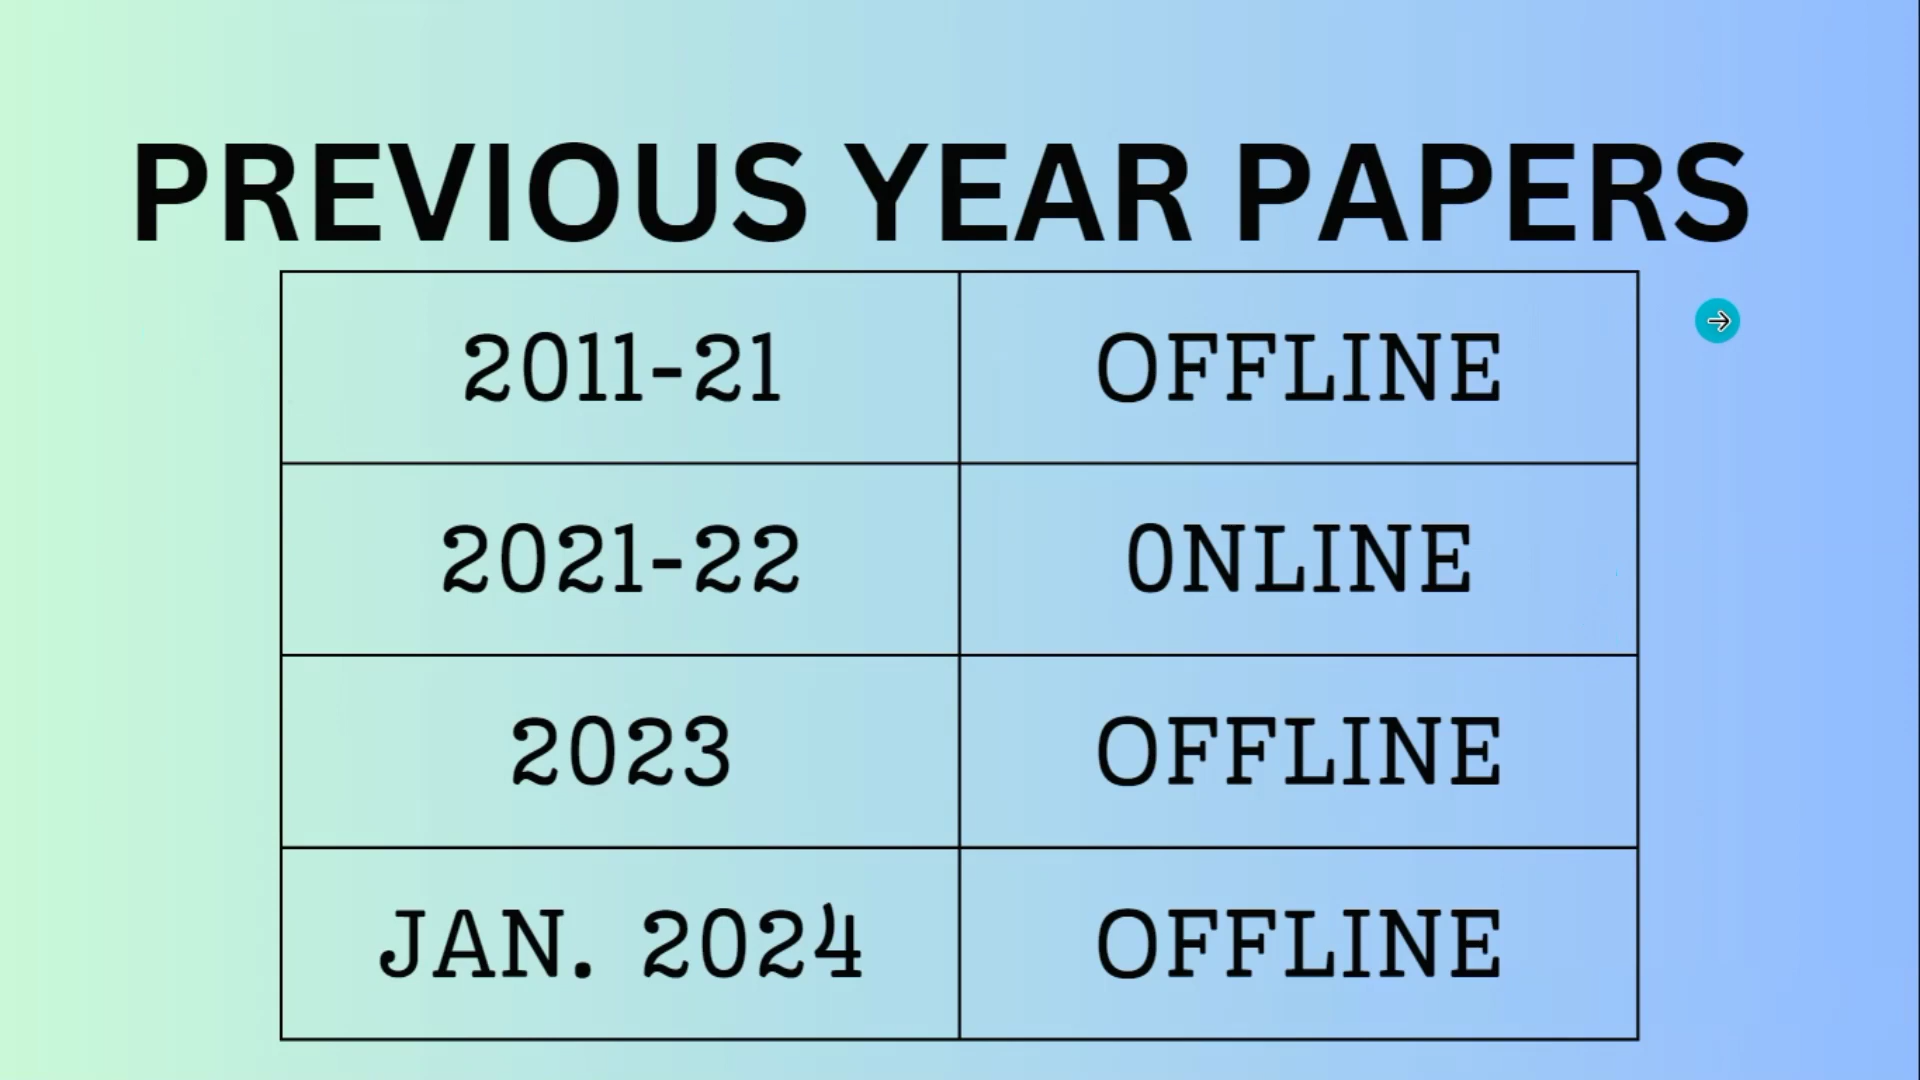 PREVIOUS YEAR PAPERS
2011-21 OFFLINE
2021-22 0NLINE
2023 OFFLINE
JAN. 2024 OFFLINE